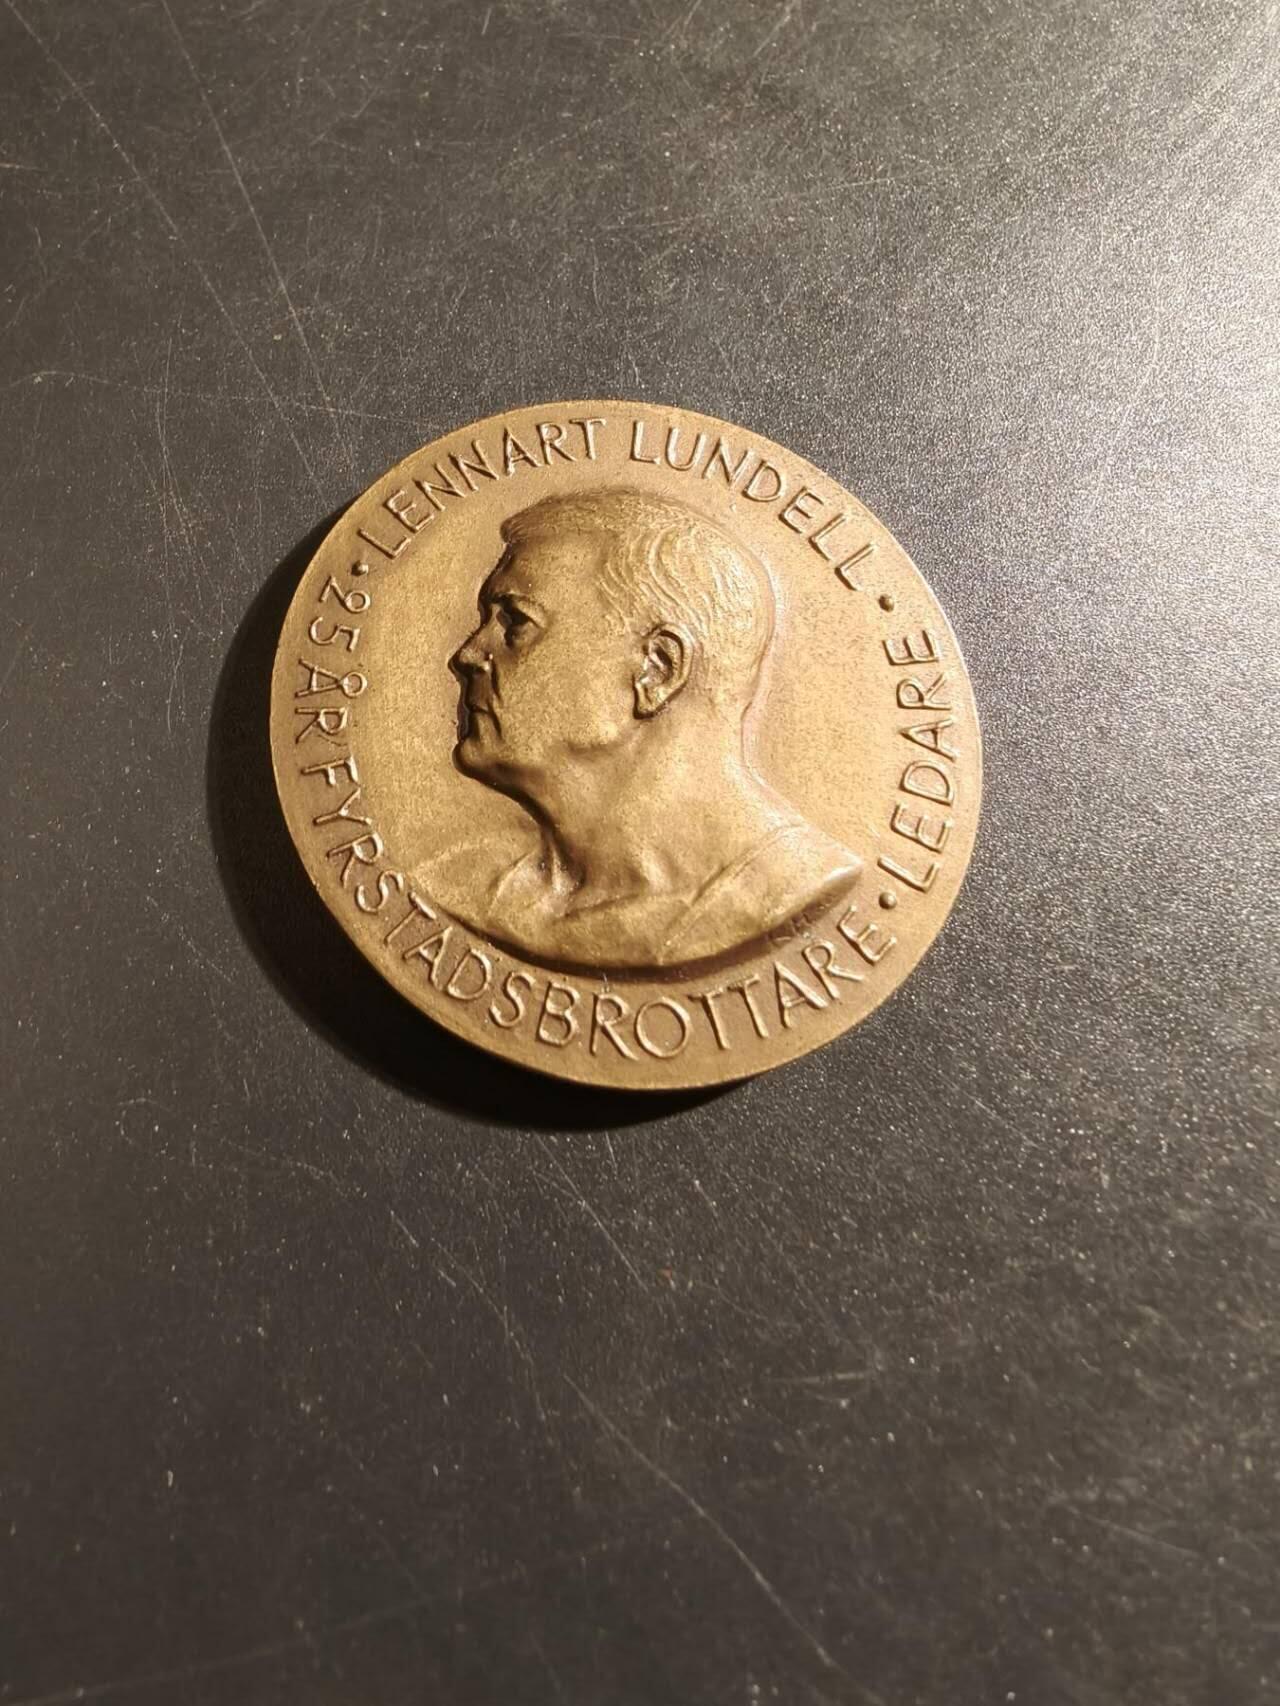 · LENNART LUNDELL ·
25 ÅR FYRSTADSBROTTARE · LEDARE